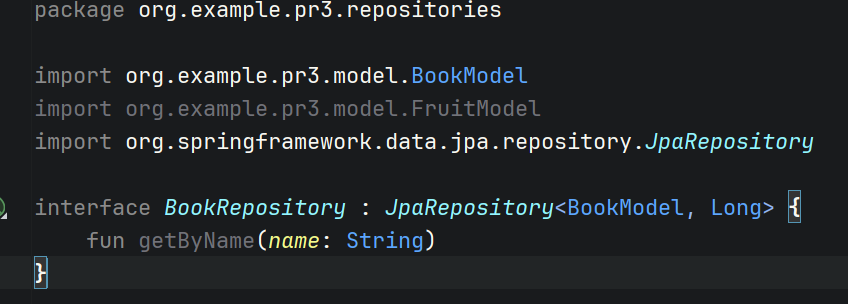 package org.example.pr3.repositories
import org.example.pr3.model.BookModel
import org.example.pr3.model.FruitModel
import org.springframework.data.jpa.repository.JpaRepository
interface BookRepository : JpaRepository<BookModel, Long> {
    fun getByName(name: String)
}